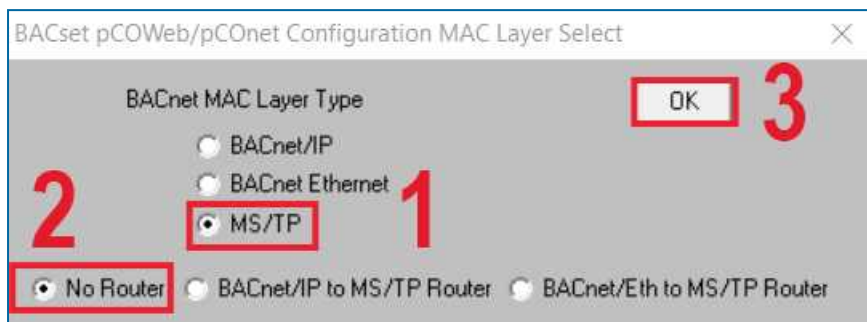 BACset pCOWeb/pCOnet Configuration MAC Layer Select
BACnet MAC Layer Type
OK
3
BACnet/IP
BACnet Ethernet
MS/TP
1
2
No Router
BACnet/IP to MS/TP Router
BACnet/Eth to MS/TP Router